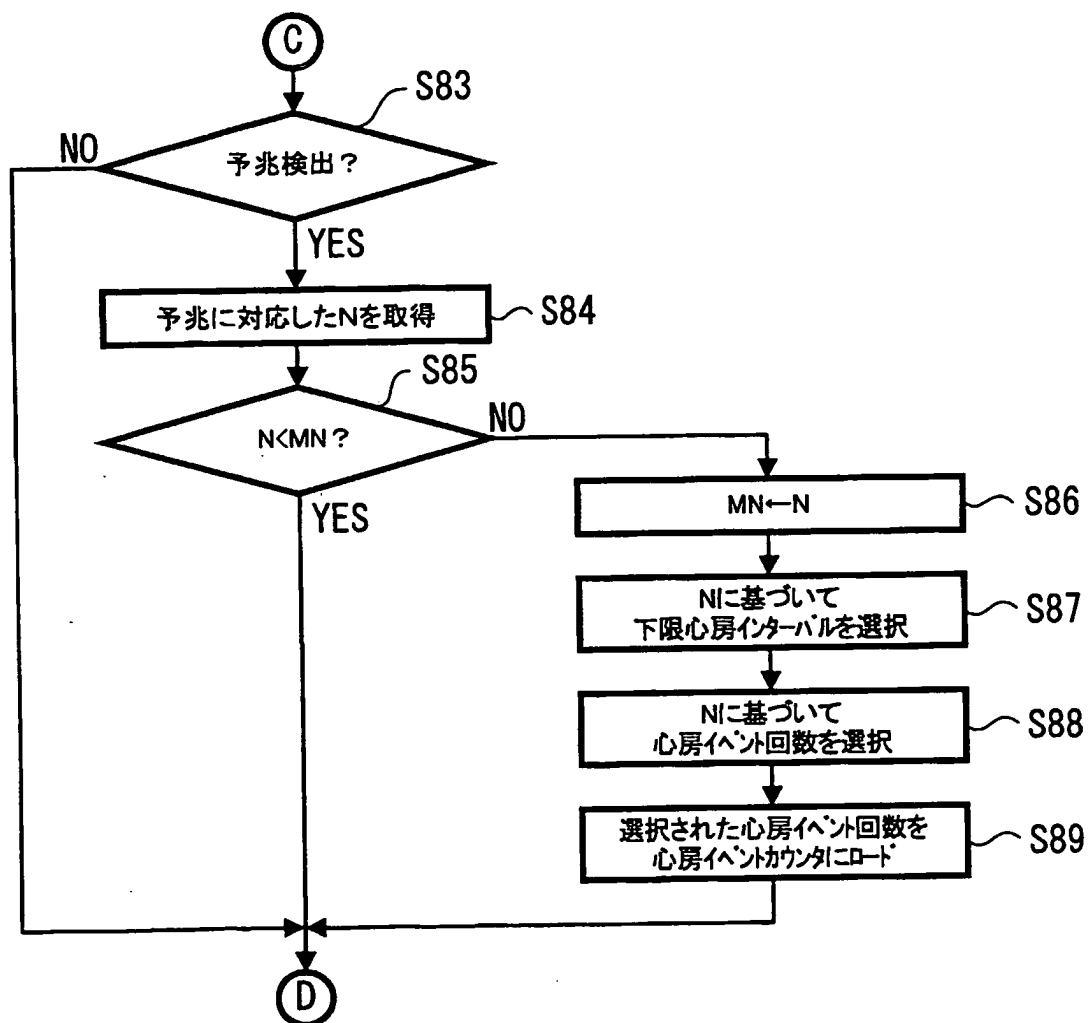 C
S83
NO
予兆検出?
YES
予兆に対応したNを取得
S84
S85
NO
N<MN?
YES
MN←N
S86
Nに基づいて
下限心房インターバルを選択
S87
Nに基づいて
心房イベント回数を選択
S88
選択された心房イベント回数を
心房イベントカウンタにロード
S89
D